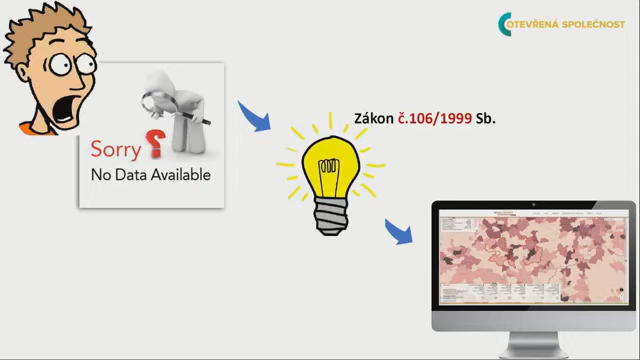 OTEVŘENÁ SPOLEČNOST
Zákon č.106/1999 Sb.
Sorry
No Data Available